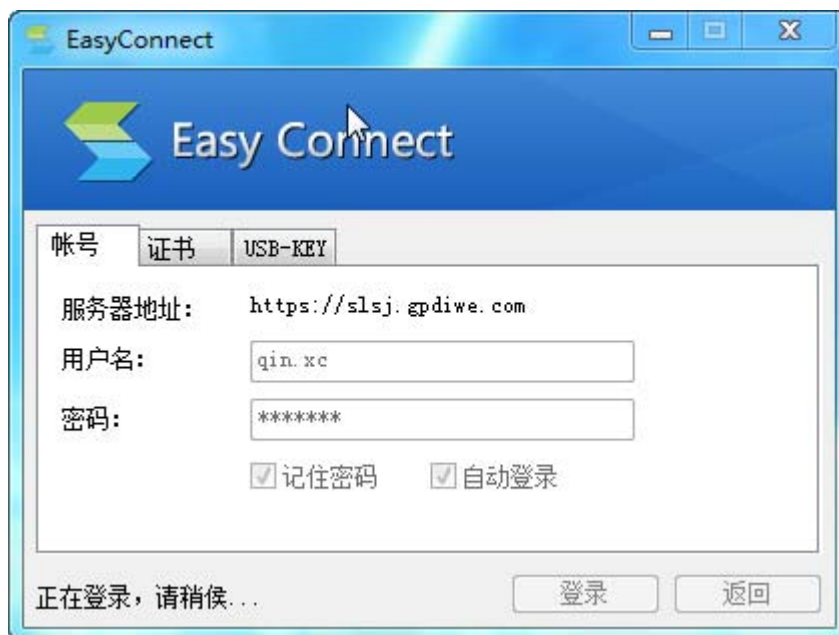 EasyConnect
Easy Connect
帐号 证书 USB-KEY
服务器地址： https://slsj.gpdiwe.com
用户名： qin.xc
密码： *******
记住密码 自动登录
正在登录，请稍侯... 登录 返回